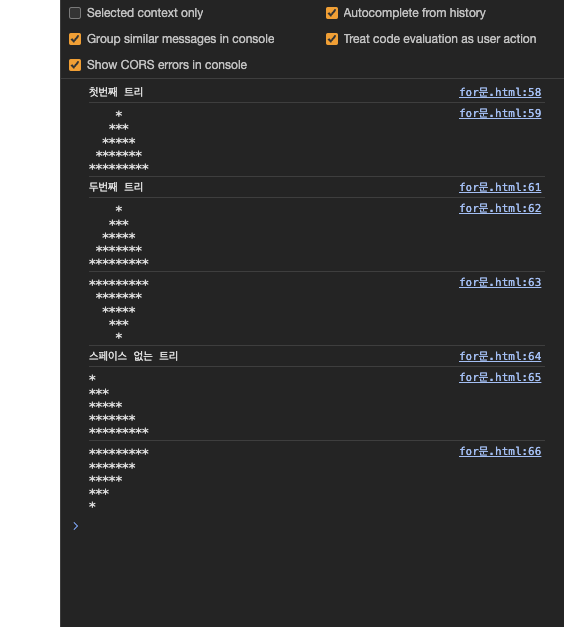 Selected context only
Autocomplete from history
Group similar messages in console
Treat code evaluation as user action
Show CORS errors in console
첫번째 트리 for문.html:58
    * for문.html:59
   ***
  *****
 *******
*********
두번째 트리 for문.html:61
    * for문.html:62
   ***
  *****
 *******
*********
********* for문.html:63
 *******
  *****
   ***
    *
스페이스 없는 트리 for문.html:64
* for문.html:65
***
*****
*******
*********
********* for문.html:66
*******
*****
***
*
>